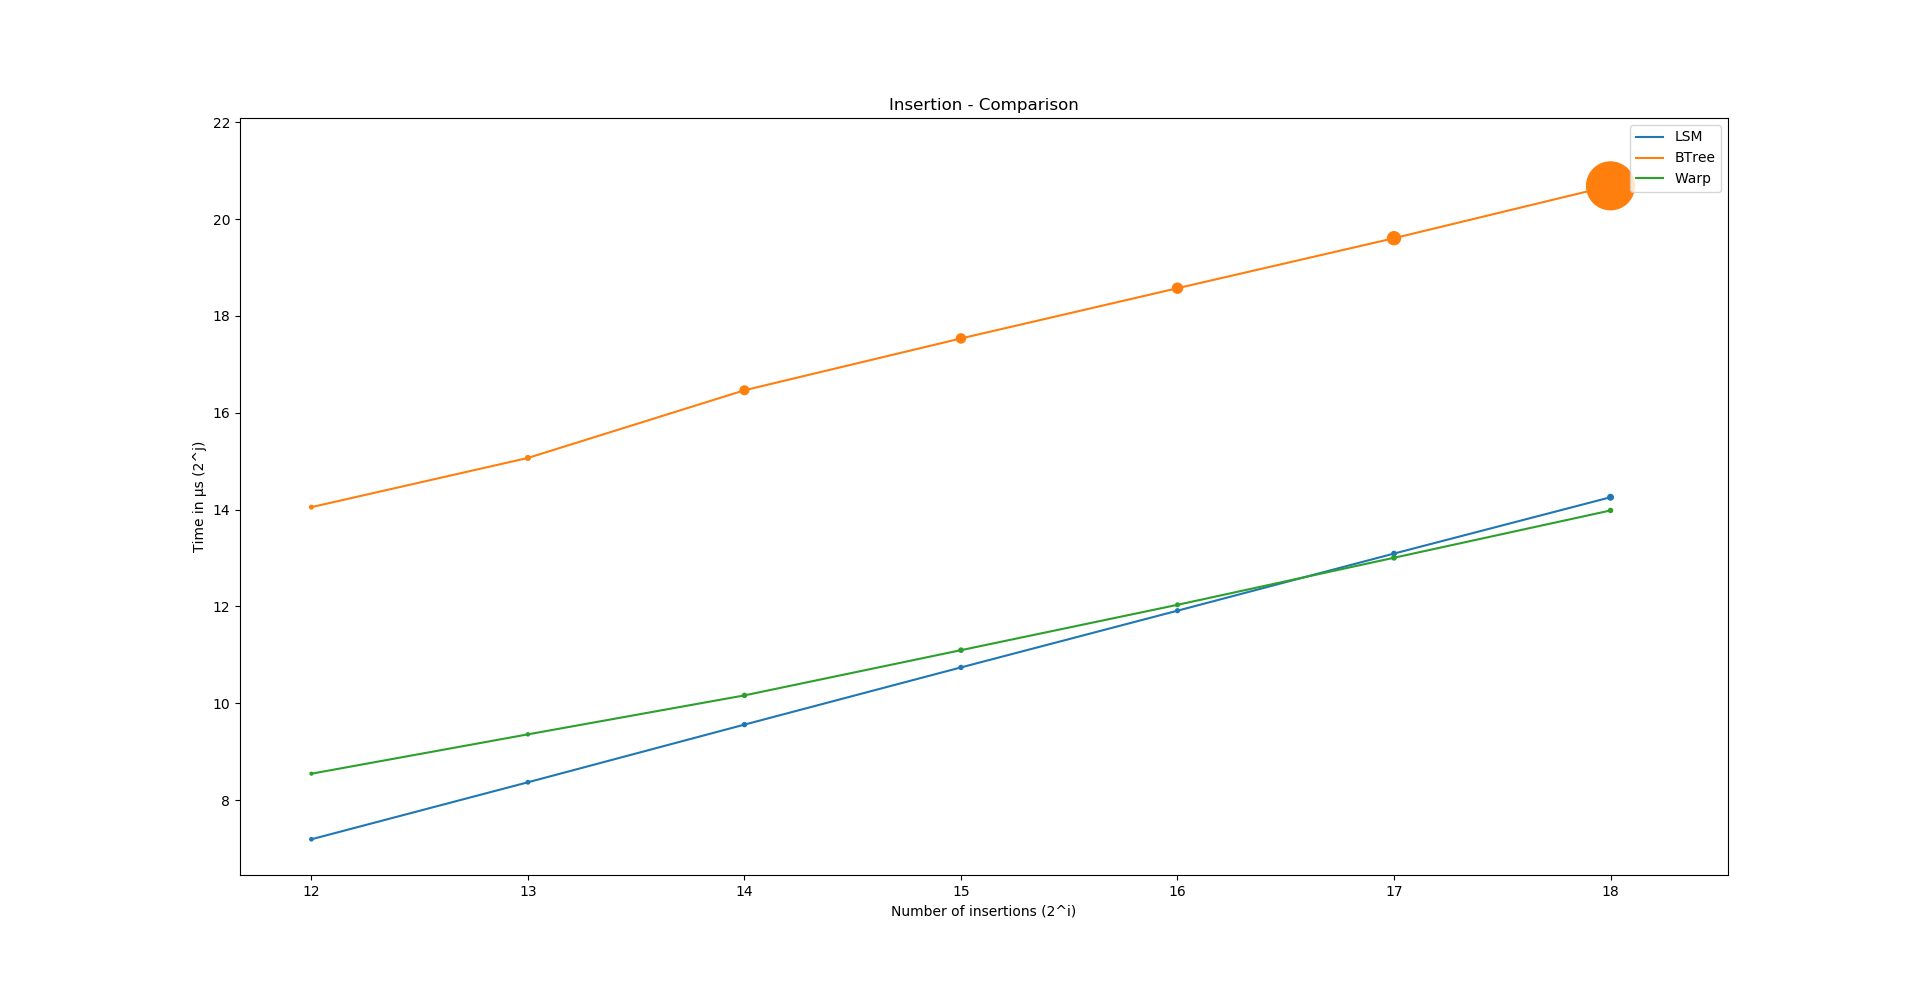 Insertion - Comparison
22
20
18
16
14
12
10
8
Time in µs (2^j)
LSM
BTree
Warp
12 13 14 15 16 17 18
Number of insertions (2^i)